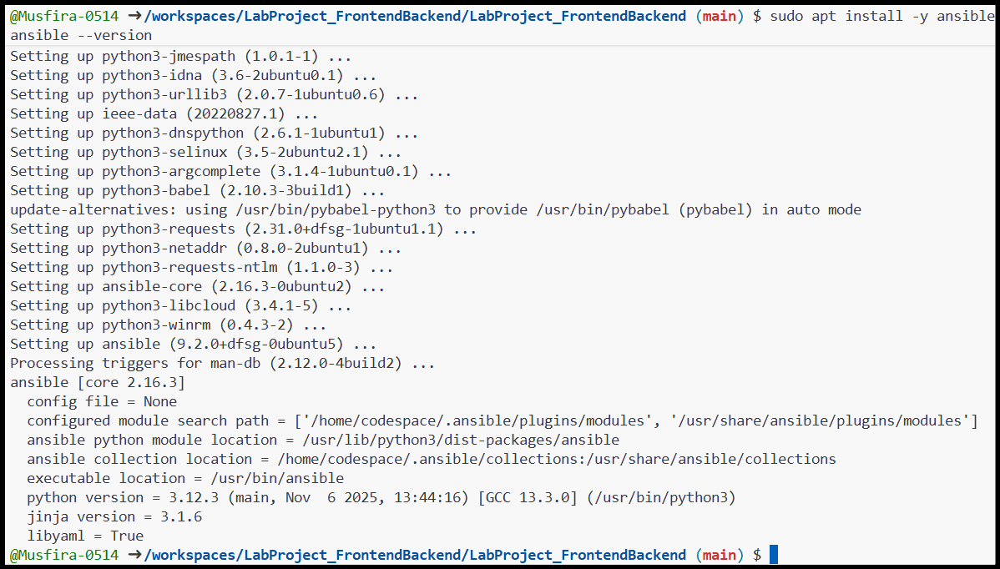 @Musfira-0514 ➜/workspaces/LabProject_FrontendBackend/LabProject_FrontendBackend (main) $ sudo apt install -y ansible
ansible --version
Setting up python3-jmespath (1.0.1-1) ...
Setting up python3-idna (3.6-2ubuntu0.1) ...
Setting up python3-urllib3 (2.0.7-1ubuntu0.6) ...
Setting up ieee-data (20220827.1) ...
Setting up python3-dnspython (2.6.1-1ubuntu1) ...
Setting up python3-selinux (3.5-2ubuntu2.1) ...
Setting up python3-argcomplete (3.1.4-1ubuntu0.1) ...
Setting up python3-babel (2.10.3-3build1) ...
update-alternatives: using /usr/bin/pybabel-python3 to provide /usr/bin/pybabel (pybabel) in auto mode
Setting up python3-requests (2.31.0+dfsg-1ubuntu1.1) ...
Setting up python3-netaddr (0.8.0-2ubuntu1) ...
Setting up python3-requests-ntlm (1.1.0-3) ...
Setting up ansible-core (2.16.3-0ubuntu2) ...
Setting up python3-libcloud (3.4.1-5) ...
Setting up python3-winrm (0.4.3-2) ...
Setting up ansible (9.2.0+dfsg-0ubuntu5) ...
Processing triggers for man-db (2.12.0-4build2) ...
ansible [core 2.16.3]
  config file = None
  configured module search path = ['/home/codespace/.ansible/plugins/modules', '/usr/share/ansible/plugins/modules']
  ansible python module location = /usr/lib/python3/dist-packages/ansible
  ansible collection location = /home/codespace/.ansible/collections:/usr/share/ansible/collections
  executable location = /usr/bin/ansible
  python version = 3.12.3 (main, Nov  6 2025, 13:44:16) [GCC 13.3.0] (/usr/bin/python3)
  jinja version = 3.1.6
  libyaml = True
@Musfira-0514 ➜/workspaces/LabProject_FrontendBackend/LabProject_FrontendBackend (main) $